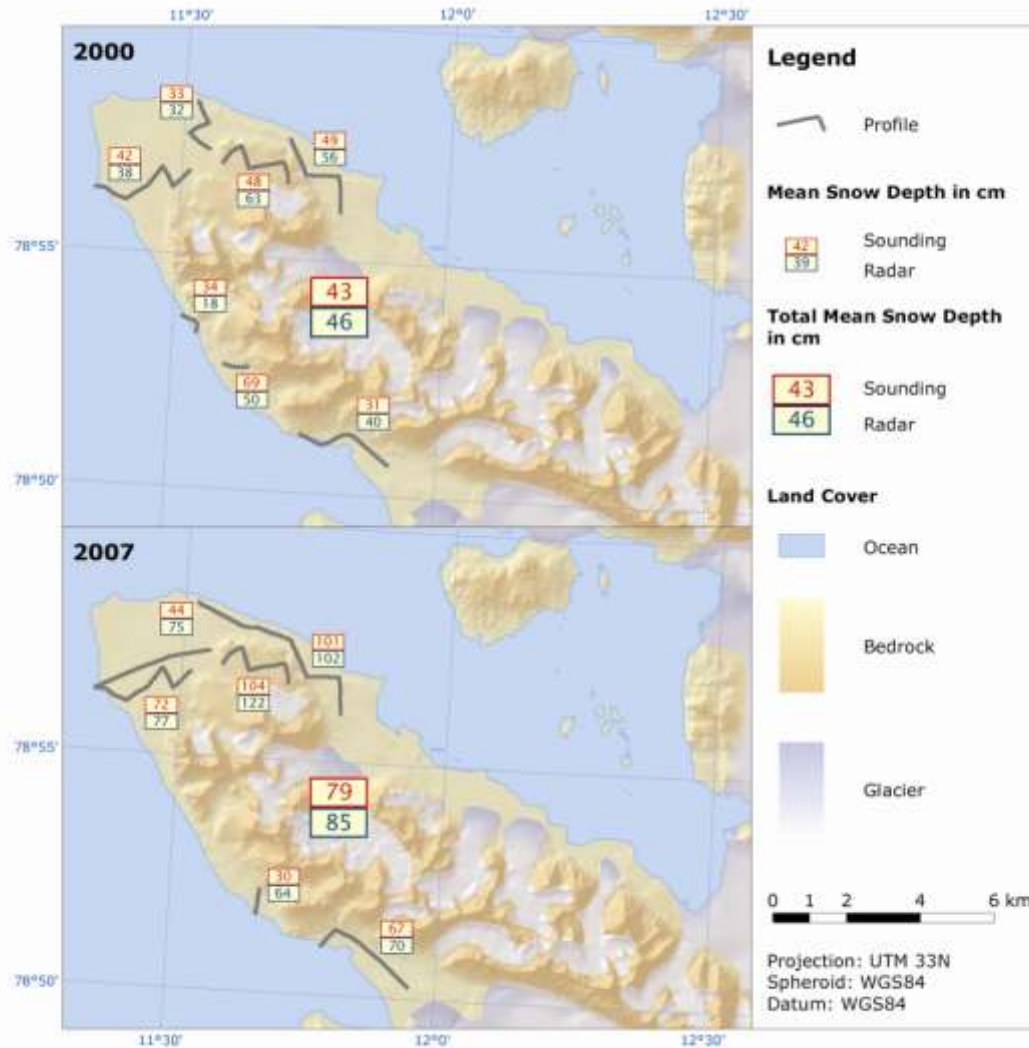 11°30' 12°0' 12°30'
2000
33
32
49
56
42
38
48
63
78°55'
34
18
43
46
69
50
31
40
78°50'
2007
44
75
101
102
104
122
72
77
78°55'
79
85
30
64
67
70
78°50'
11°30' 12°0' 12°30'
Legend
Profile
Mean Snow Depth in cm
42
39
Sounding
Radar
Total Mean Snow Depth
in cm
43
46
Sounding
Radar
Land Cover
Ocean
Bedrock
Glacier
0 1 2 4 6 km
Projection: UTM 33N
Spheroid: WGS84
Datum: WGS84